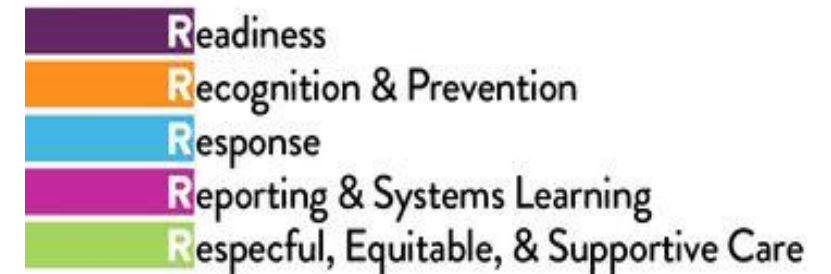 Readiness
Recognition & Prevention
Response
Reporting & Systems Learning
Respecful, Equitable, & Supportive Care